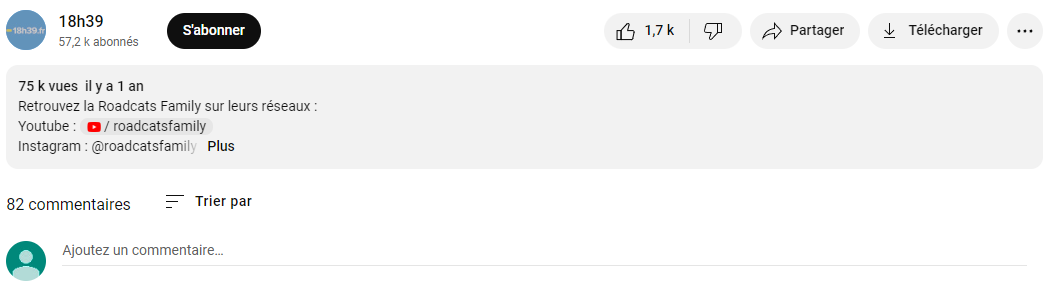 18h39.fr
18h39
57,2 k abonnés
S'abonner
1,7 k
Partager
Télécharger
75 k vues il y a 1 an
Retrouvez la Roadcats Family sur leurs réseaux :
Youtube : / roadcatsfamily
Instagram : @roadcatsfamily Plus
82 commentaires
Trier par
Ajoutez un commentaire…